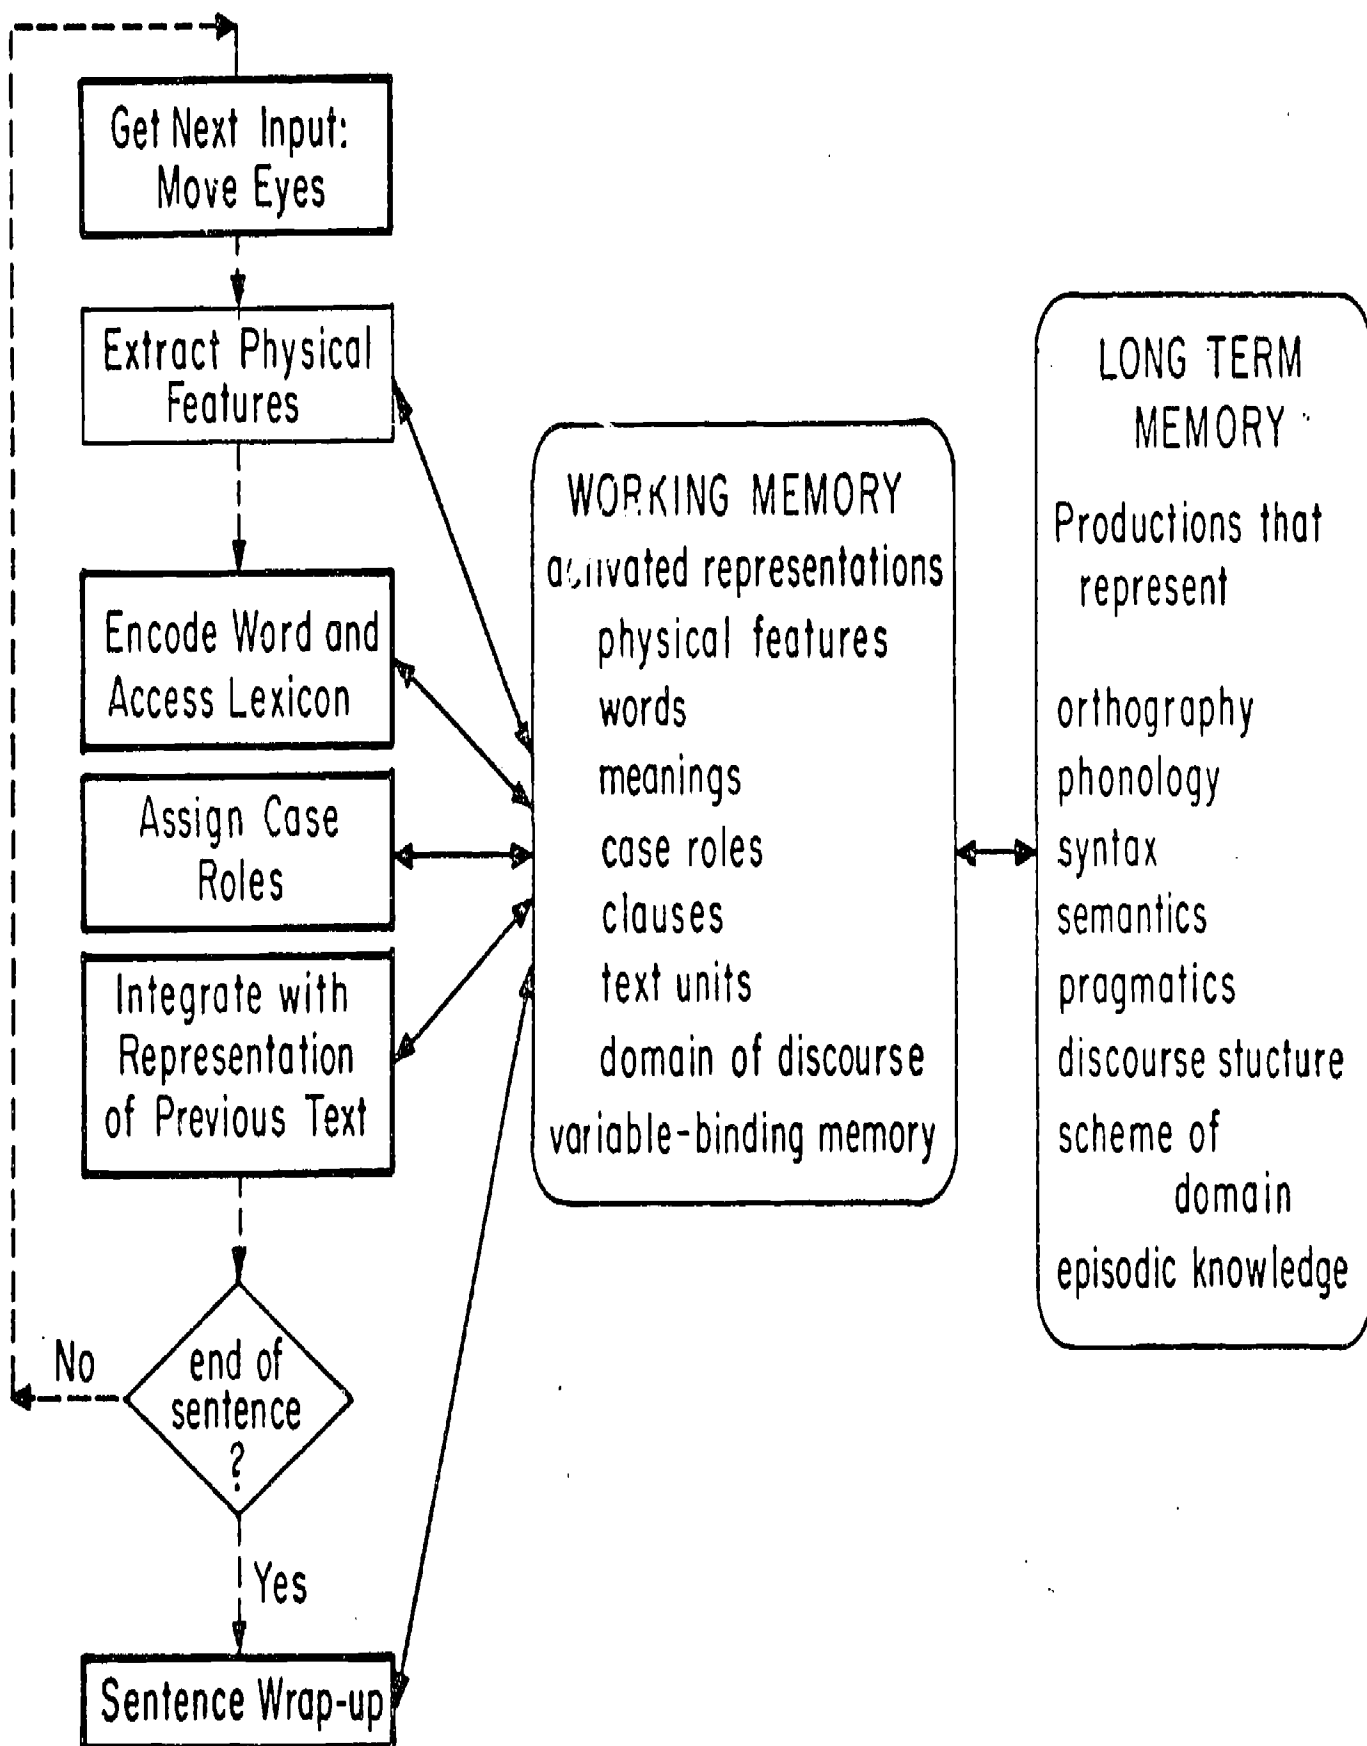 Get Next Input:
Move Eyes
Extract Physical
Features
Encode Word and
Access Lexicon
Assign Case
Roles
Integrate with
Representation
of Previous Text
No
end of
sentence
?
Yes
Sentence Wrap-up
WORKING MEMORY
activated representations
physical features
words
meanings
case roles
clauses
text units
domain of discourse
variable-binding memory
LONG TERM
MEMORY
Productions that
represent
orthography
phonology
syntax
semantics
pragmatics
discourse stucture
scheme of
domain
episodic knowledge